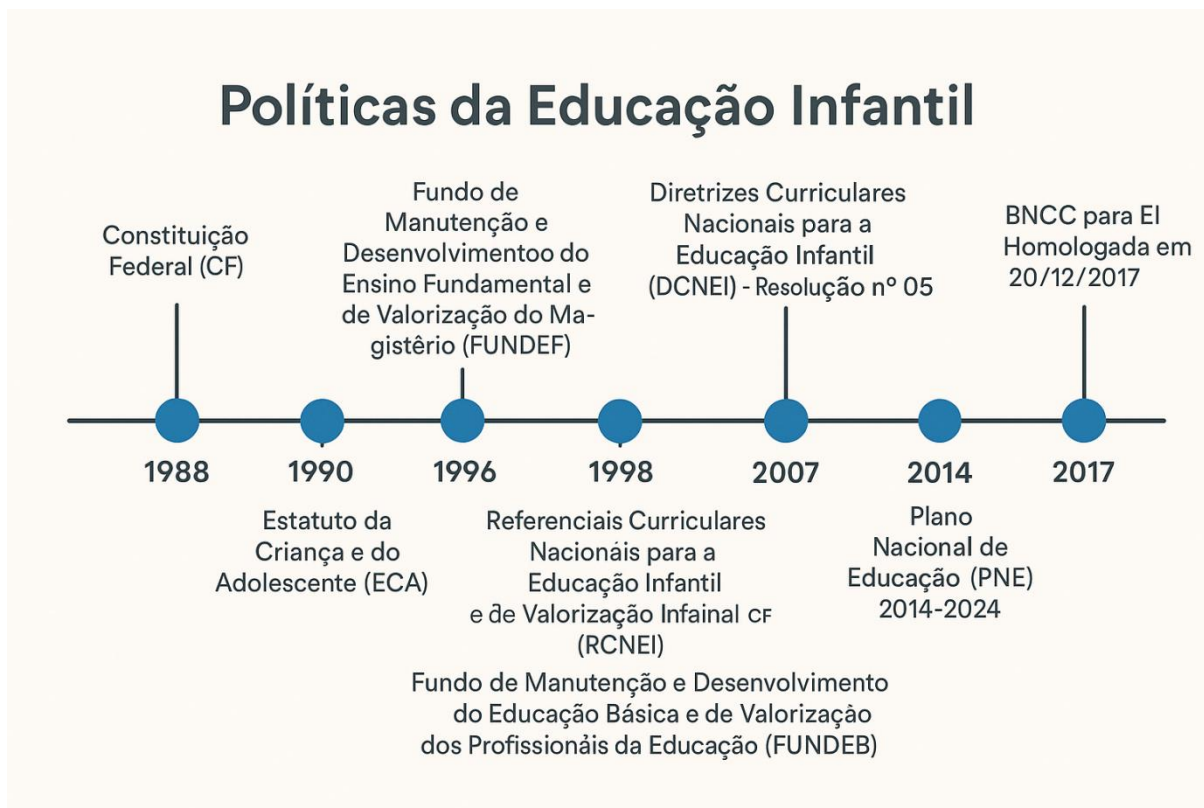 Políticas da Educação Infantil
Constituição
Federal (CF)
Fundo de
Manutenção e
Desenvolvimentoo do
Ensino Fundamental e
de Valorização do Ma-
gistêrio (FUNDEF)
Diretrizes Curriculares
Nacionais para a
Educação Infantil
(DCNEI) - Resolução nº 05
BNCC para EI
Homologada em
20/12/2017
1988
1990
1996
1998
2007
2014
2017
Estatuto da
Criança e do
Adolescente (ECA)
Referenciais Curriculares
Nacionáis para a
Educação Infantil
e de Valorização Infainal CF
(RCNEI)
Plano
Nacional de
Educação (PNE)
2014-2024
Fundo de Manutenção e Desenvolvimento
do Educação Básica e de Valorização
dos Profissionáis da Educação (FUNDEB)